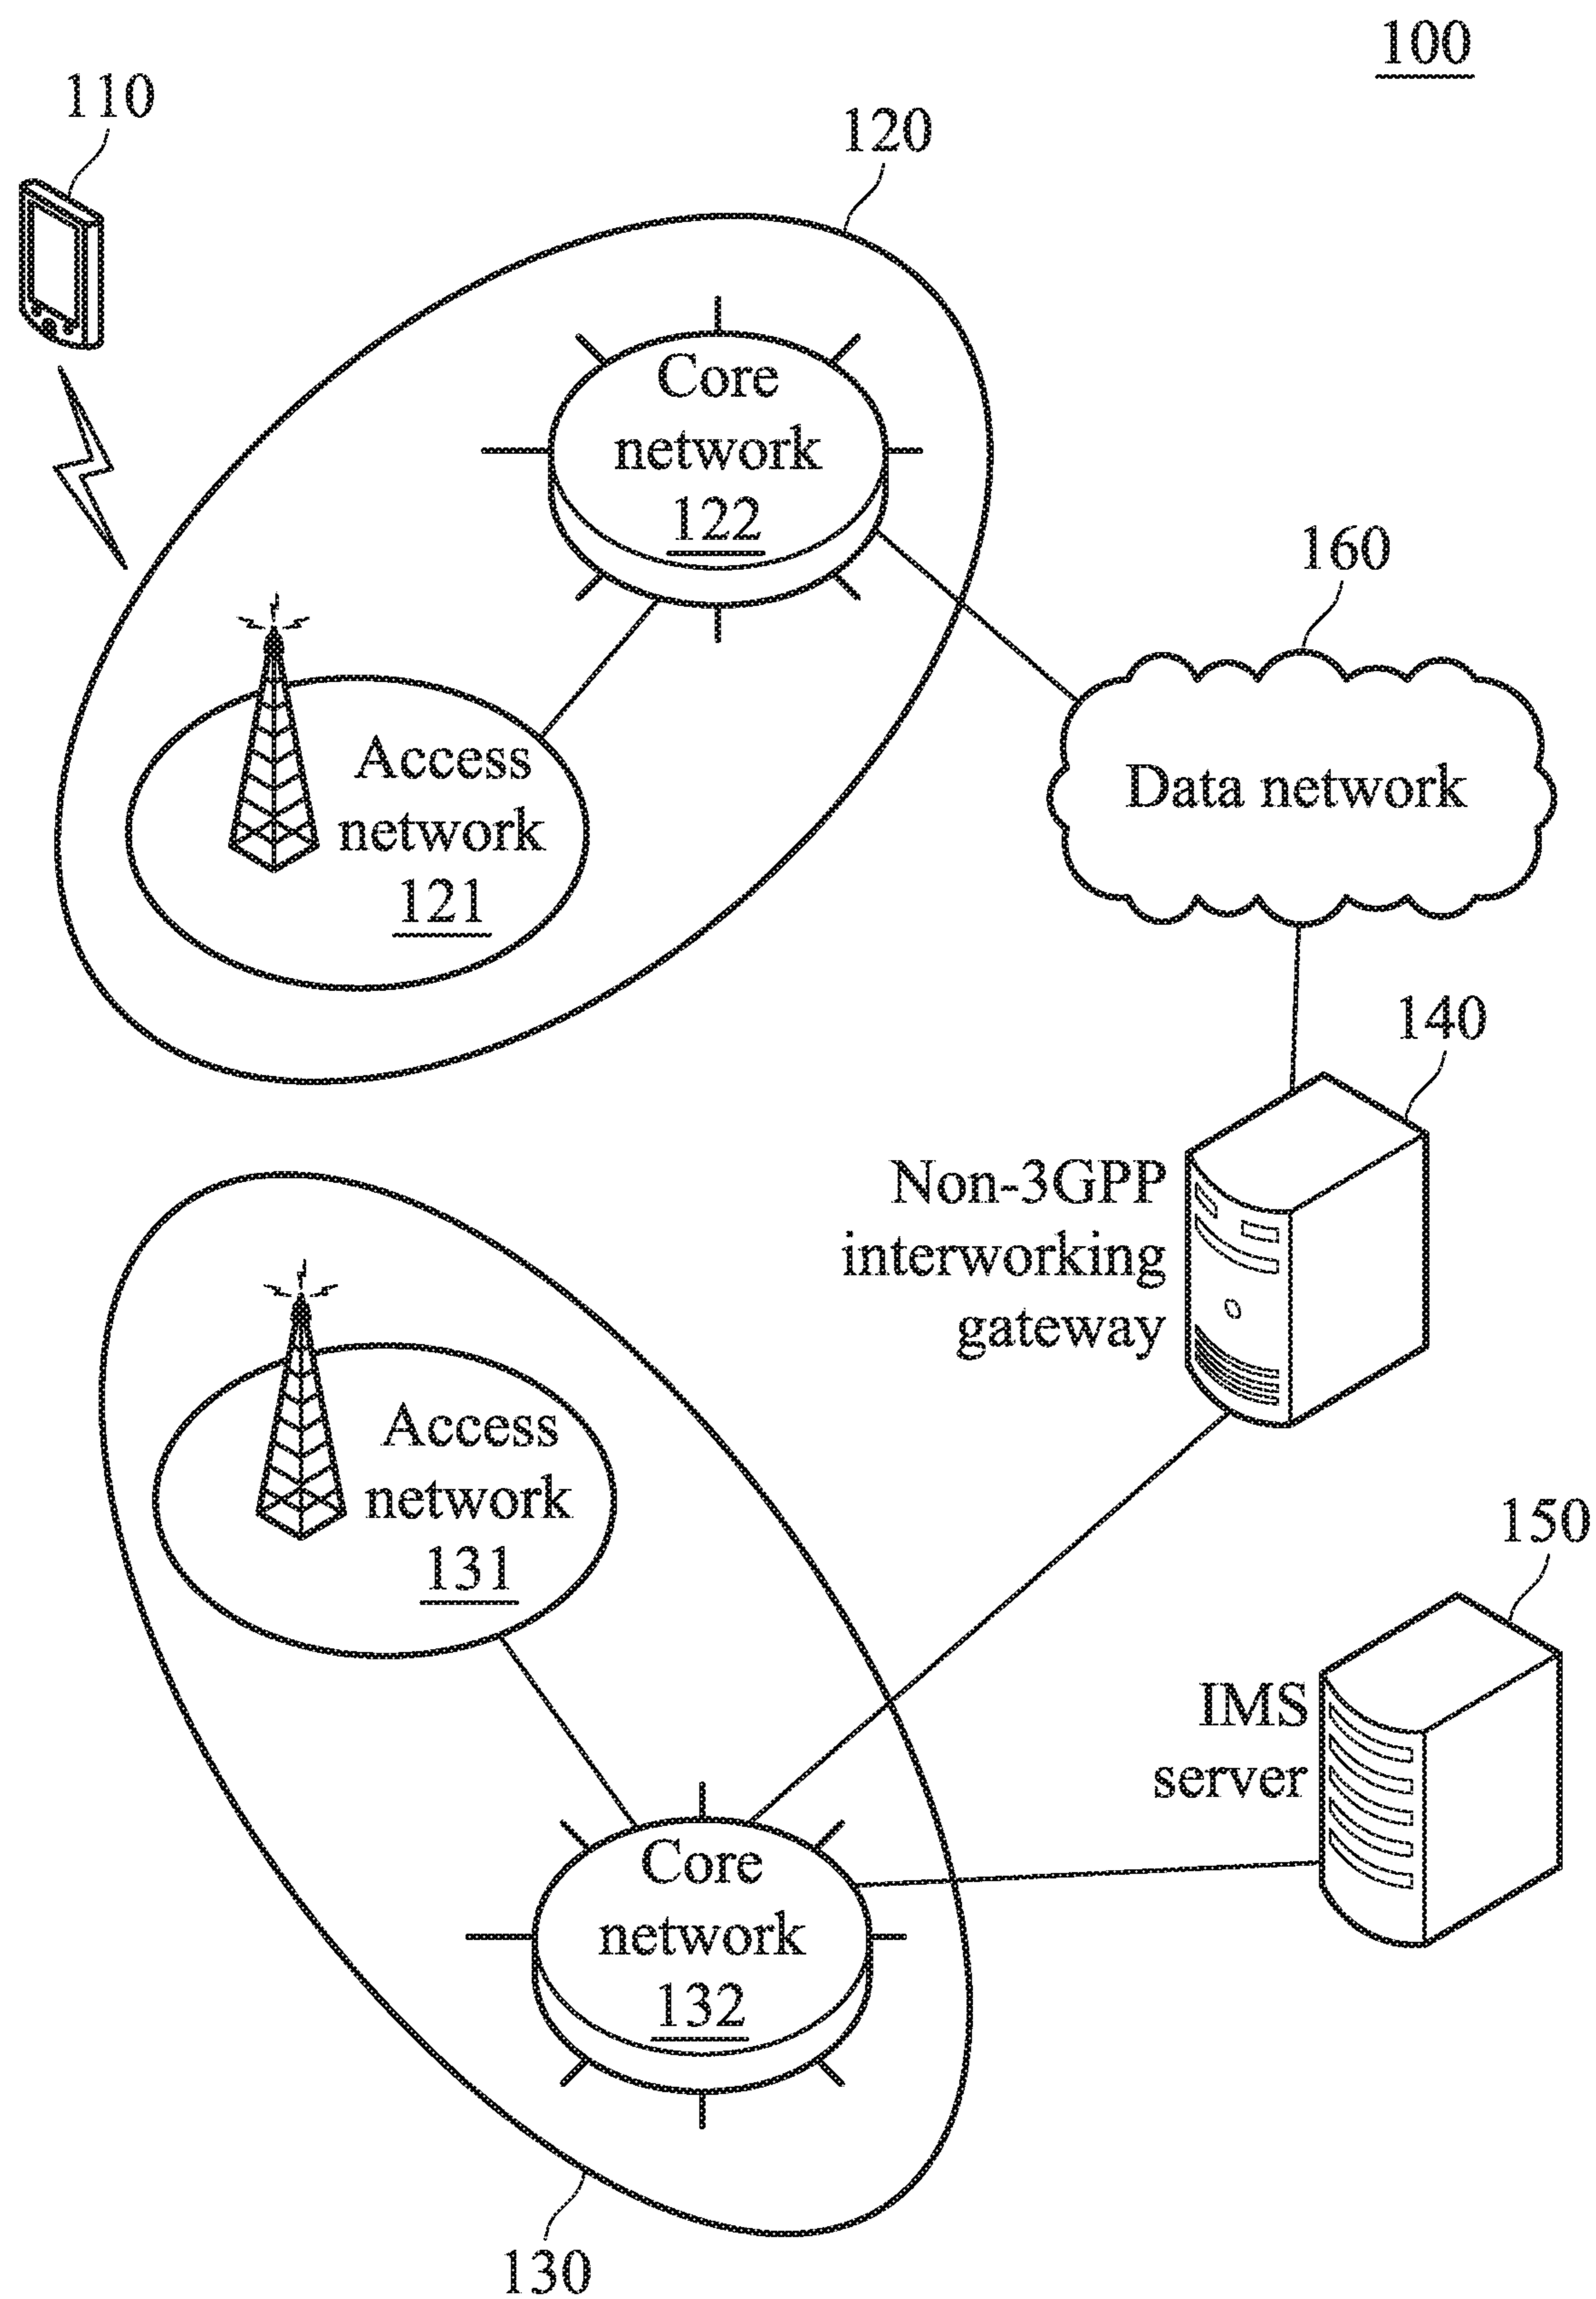 100
110
120
Core
network
122
160
Access
network
121
Data network
140
Non-3GPP
interworking
gateway
Access
network
131
150
IMS
server
Core
network
132
130